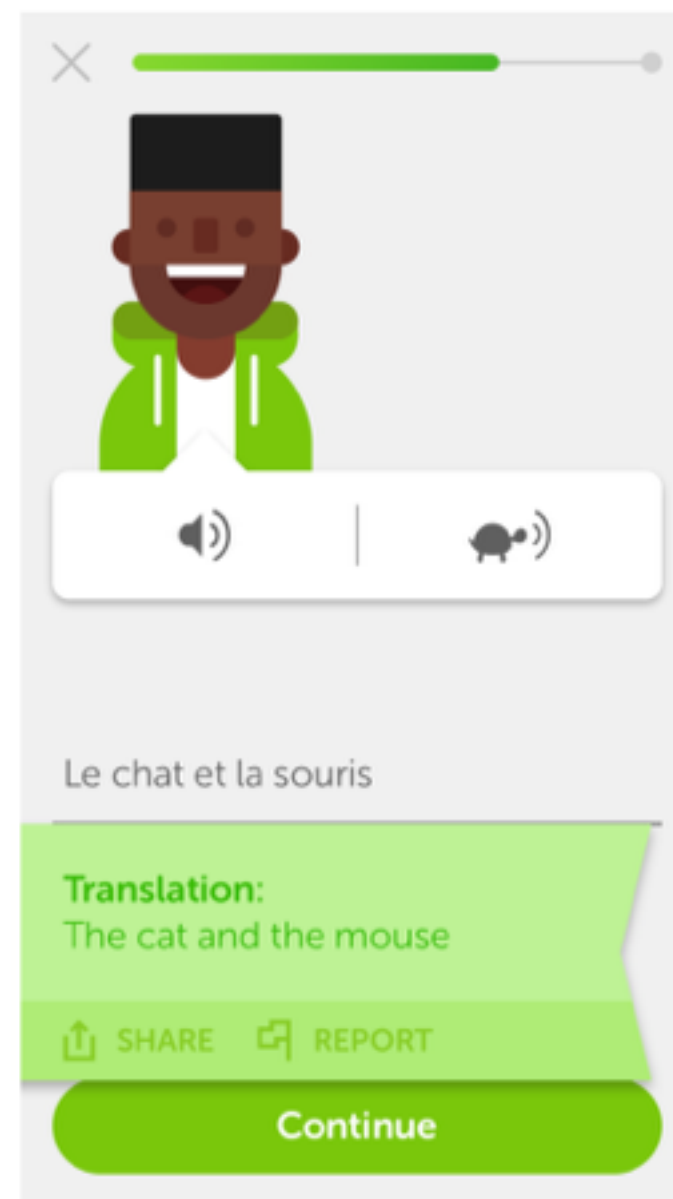 Le chat et la souris
Translation:
The cat and the mouse
SHARE REPORT
Continue